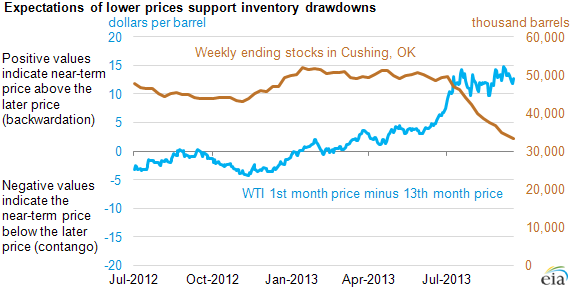 Expectations of lower prices support inventory drawdowns
dollars per barrel
thousand barrels
20
15
10
5
0
-5
-10
-15
-20
60,000
50,000
40,000
30,000
20,000
10,000
0
Positive values
indicate near-term
price above the
later price
(backwardation)
Negative values
indicate the
near-term price
below the later
price (contango)
Weekly ending stocks in Cushing, OK
WTI 1st month price minus 13th month price
Jul-2012
Oct-2012
Jan-2013
Apr-2013
Jul-2013
eia